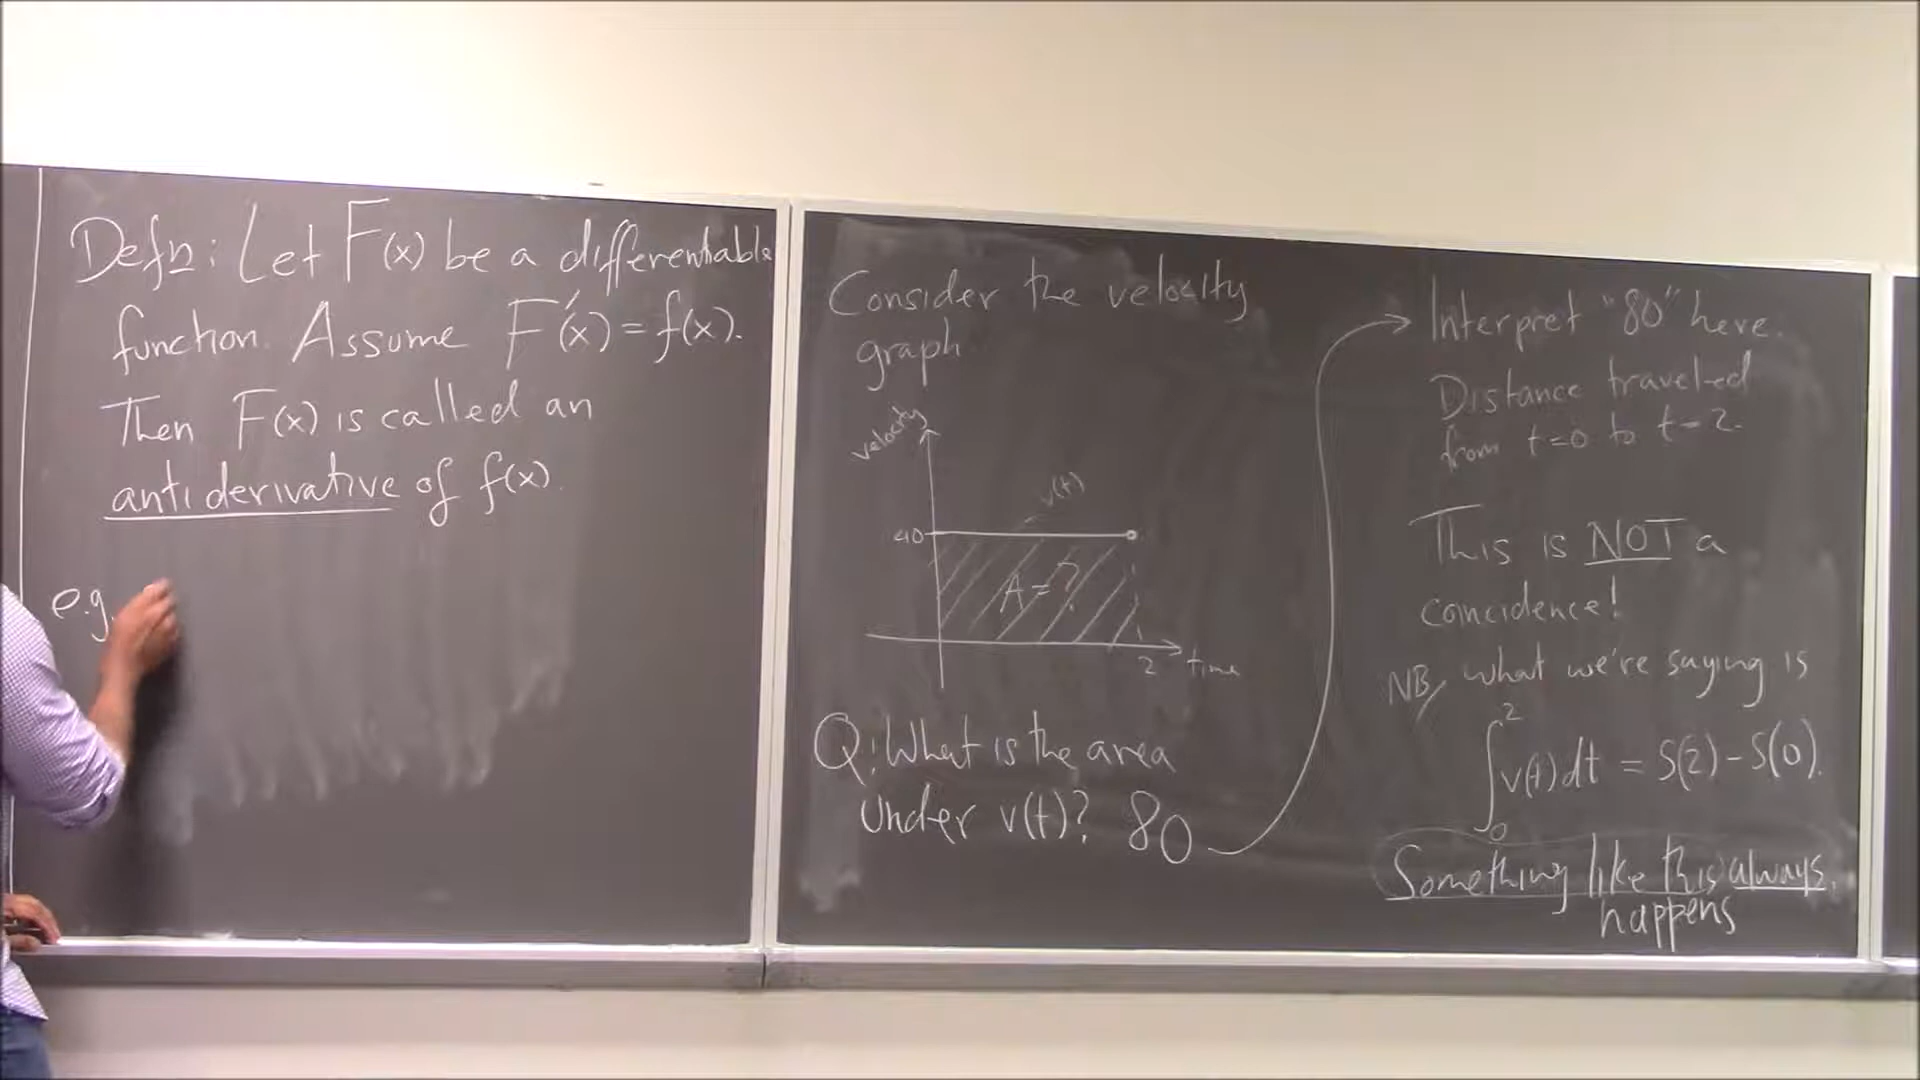 Defn: Let F(x) be a differentiable
function. Assume F'(x) = f(x).
Then F(x) is called an
antiderivative of f(x).
e.g.
Consider the velocity
graph
velocity
v(t)
40
A = ?
2
time
Q: What is the area
under v(t)? 80
Interpret "80" here.
Distance traveled
from t=0 to t=2.
This is NOT a
coincidence!
NB, what we're saying is
∫₀² v(t) dt = S(2) - S(0).
Something like this always
happens